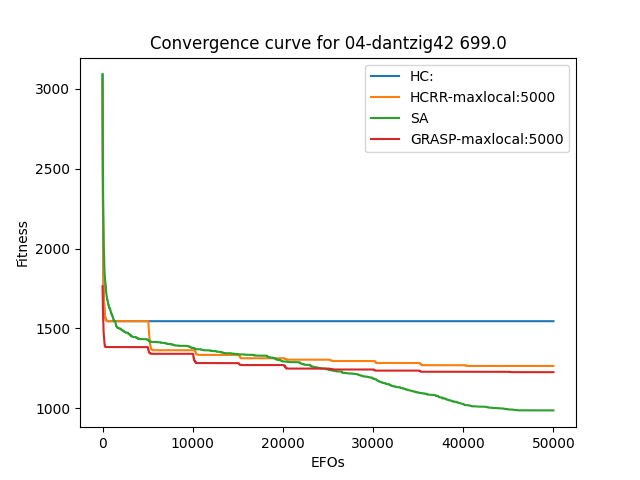 Convergence curve for 04-dantzig42 699.0
HC:
HCRR-maxlocal:5000
SA
GRASP-maxlocal:5000
Fitness
3000
2500
2000
1500
1000
0
10000
20000
30000
40000
50000
EFOs